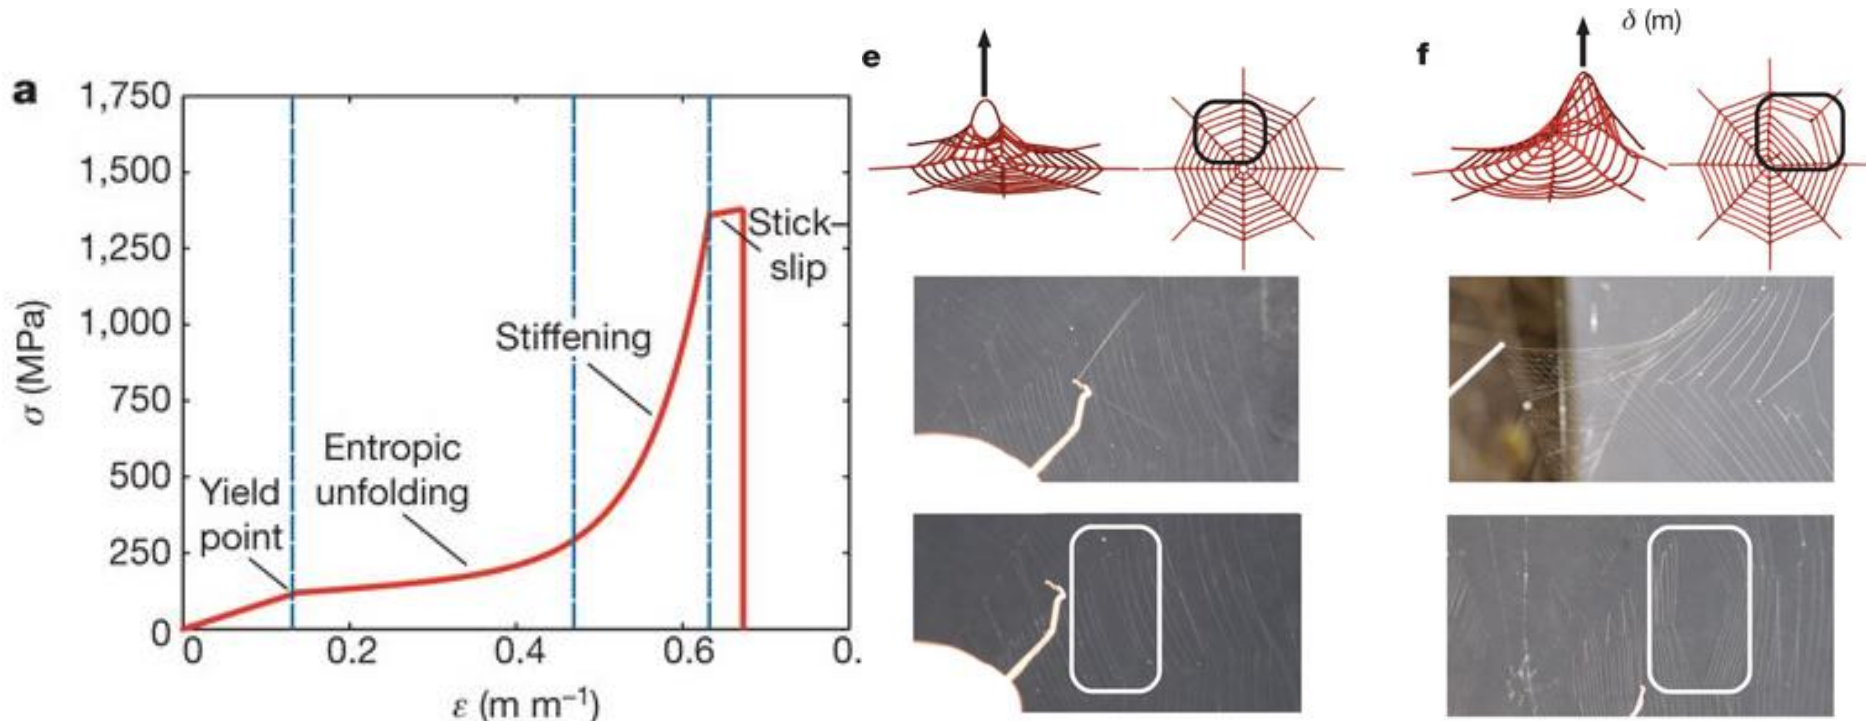 a
1,750
1,500
1,250
1,000
750
500
250
0
σ (MPa)
Yield
point
Entropic
unfolding
Stiffening
Stick–
slip
0
0.2
0.4
0.6
0.
ε (m m⁻¹)
e
f
δ (m)